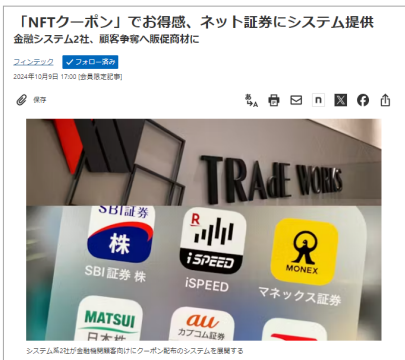 「NFTクーポン」でお得感、ネット証券にシステム提供
金融システム2社、顧客争奪へ販促商材に
フィンテック
フォロー済み
2024年10月9日 17:00 [会員限定記事]
保存
TRAdE WORKS
SBI証券
株
SBI証券 株
R
iSPEED
iSPEED
MONEX
マネックス証券
MATSUI
日本株
au
カブコム証券
システム系2社が金融機関顧客向けにクーポン配布のシステムを展開する